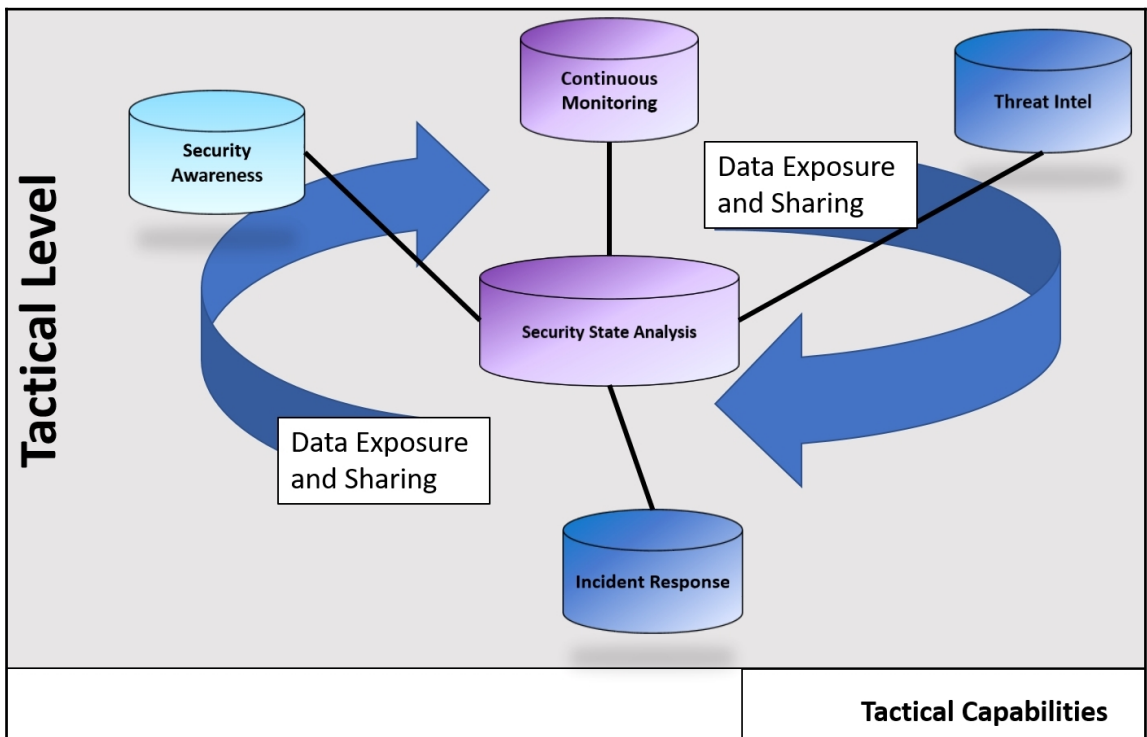 Tactical Level
Continuous
Monitoring
Threat Intel
Security
Awareness
Data Exposure
and Sharing
Security State Analysis
Data Exposure
and Sharing
Incident Response
Tactical Capabilities